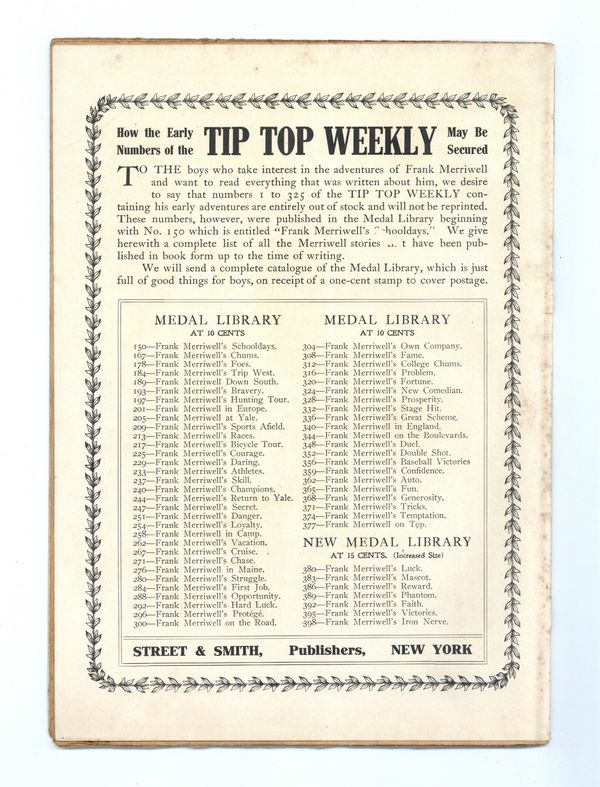 How the Early Numbers of the TIP TOP WEEKLY May Be Secured
TO THE boys who take interest in the adventures of Frank Merriwell
and want to read everything that was written about him, we desire
to say that numbers 1 to 325 of the TIP TOP WEEKLY con-
taining his early adventures are entirely out of stock and will not be reprinted.
These numbers, however, were published in the Medal Library beginning
with No. 150 which is entitled "Frank Merriwell's Schooldays." We give
herewith a complete list of all the Merriwell stories t have been pub-
lished in book form up to the time of writing.
We will send a complete catalogue of the Medal Library, which is just
full of good things for boys, on receipt of a one-cent stamp to cover postage.
MEDAL LIBRARY
AT 10 CENTS
150—Frank Merriwell's Schooldays.
167—Frank Merriwell's Chums.
178—Frank Merriwell's Foes.
184—Frank Merriwell's Trip West.
189—Frank Merriwell Down South.
193—Frank Merriwell's Bravery.
197—Frank Merriwell's Hunting Tour.
201—Frank Merriwell in Europe.
205—Frank Merriwell at Yale.
209—Frank Merriwell's Sports Afield.
213—Frank Merriwell's Races.
217—Frank Merriwell's Bicycle Tour.
225—Frank Merriwell's Courage.
229—Frank Merriwell's Daring.
233—Frank Merriwell's Athletes.
237—Frank Merriwell's Skill.
240—Frank Merriwell's Champions.
244—Frank Merriwell's Return to Yale.
247—Frank Merriwell's Secret.
251—Frank Merriwell's Danger.
254—Frank Merriwell's Loyalty.
258—Frank Merriwell in Camp.
262—Frank Merriwell's Vacation.
267—Frank Merriwell's Cruise.
271—Frank Merriwell's Chase.
276—Frank Merriwell in Maine.
280—Frank Merriwell's Struggle.
284—Frank Merriwell's First Job.
288—Frank Merriwell's Opportunity.
292—Frank Merriwell's Hard Luck.
296—Frank Merriwell's Protégé.
300—Frank Merriwell on the Road.
MEDAL LIBRARY
AT 10 CENTS
304—Frank Merriwell's Own Company.
308—Frank Merriwell's Fame.
312—Frank Merriwell's College Chums.
316—Frank Merriwell's Problem.
320—Frank Merriwell's Fortune.
324—Frank Merriwell's New Comedian.
328—Frank Merriwell's Prosperity.
332—Frank Merriwell's Stage Hit.
336—Frank Merriwell's Great Scheme.
340—Frank Merriwell in England.
344—Frank Merriwell on the Boulevards.
348—Frank Merriwell's Duel.
352—Frank Merriwell's Double Shot.
356—Frank Merriwell's Baseball Victories
359—Frank Merriwell's Confidence.
362—Frank Merriwell's Auto.
365—Frank Merriwell's Fun.
368—Frank Merriwell's Generosity.
371—Frank Merriwell's Tricks.
374—Frank Merriwell's Temptation.
377—Frank Merriwell on Top.
NEW MEDAL LIBRARY
AT 15 CENTS. (Increased Size)
380—Frank Merriwell's Luck.
383—Frank Merriwell's Mascot.
386—Frank Merriwell's Reward.
389—Frank Merriwell's Phantom.
392—Frank Merriwell's Faith.
395—Frank Merriwell's Victories.
398—Frank Merriwell's Iron Nerve.
STREET & SMITH, Publishers, NEW YORK